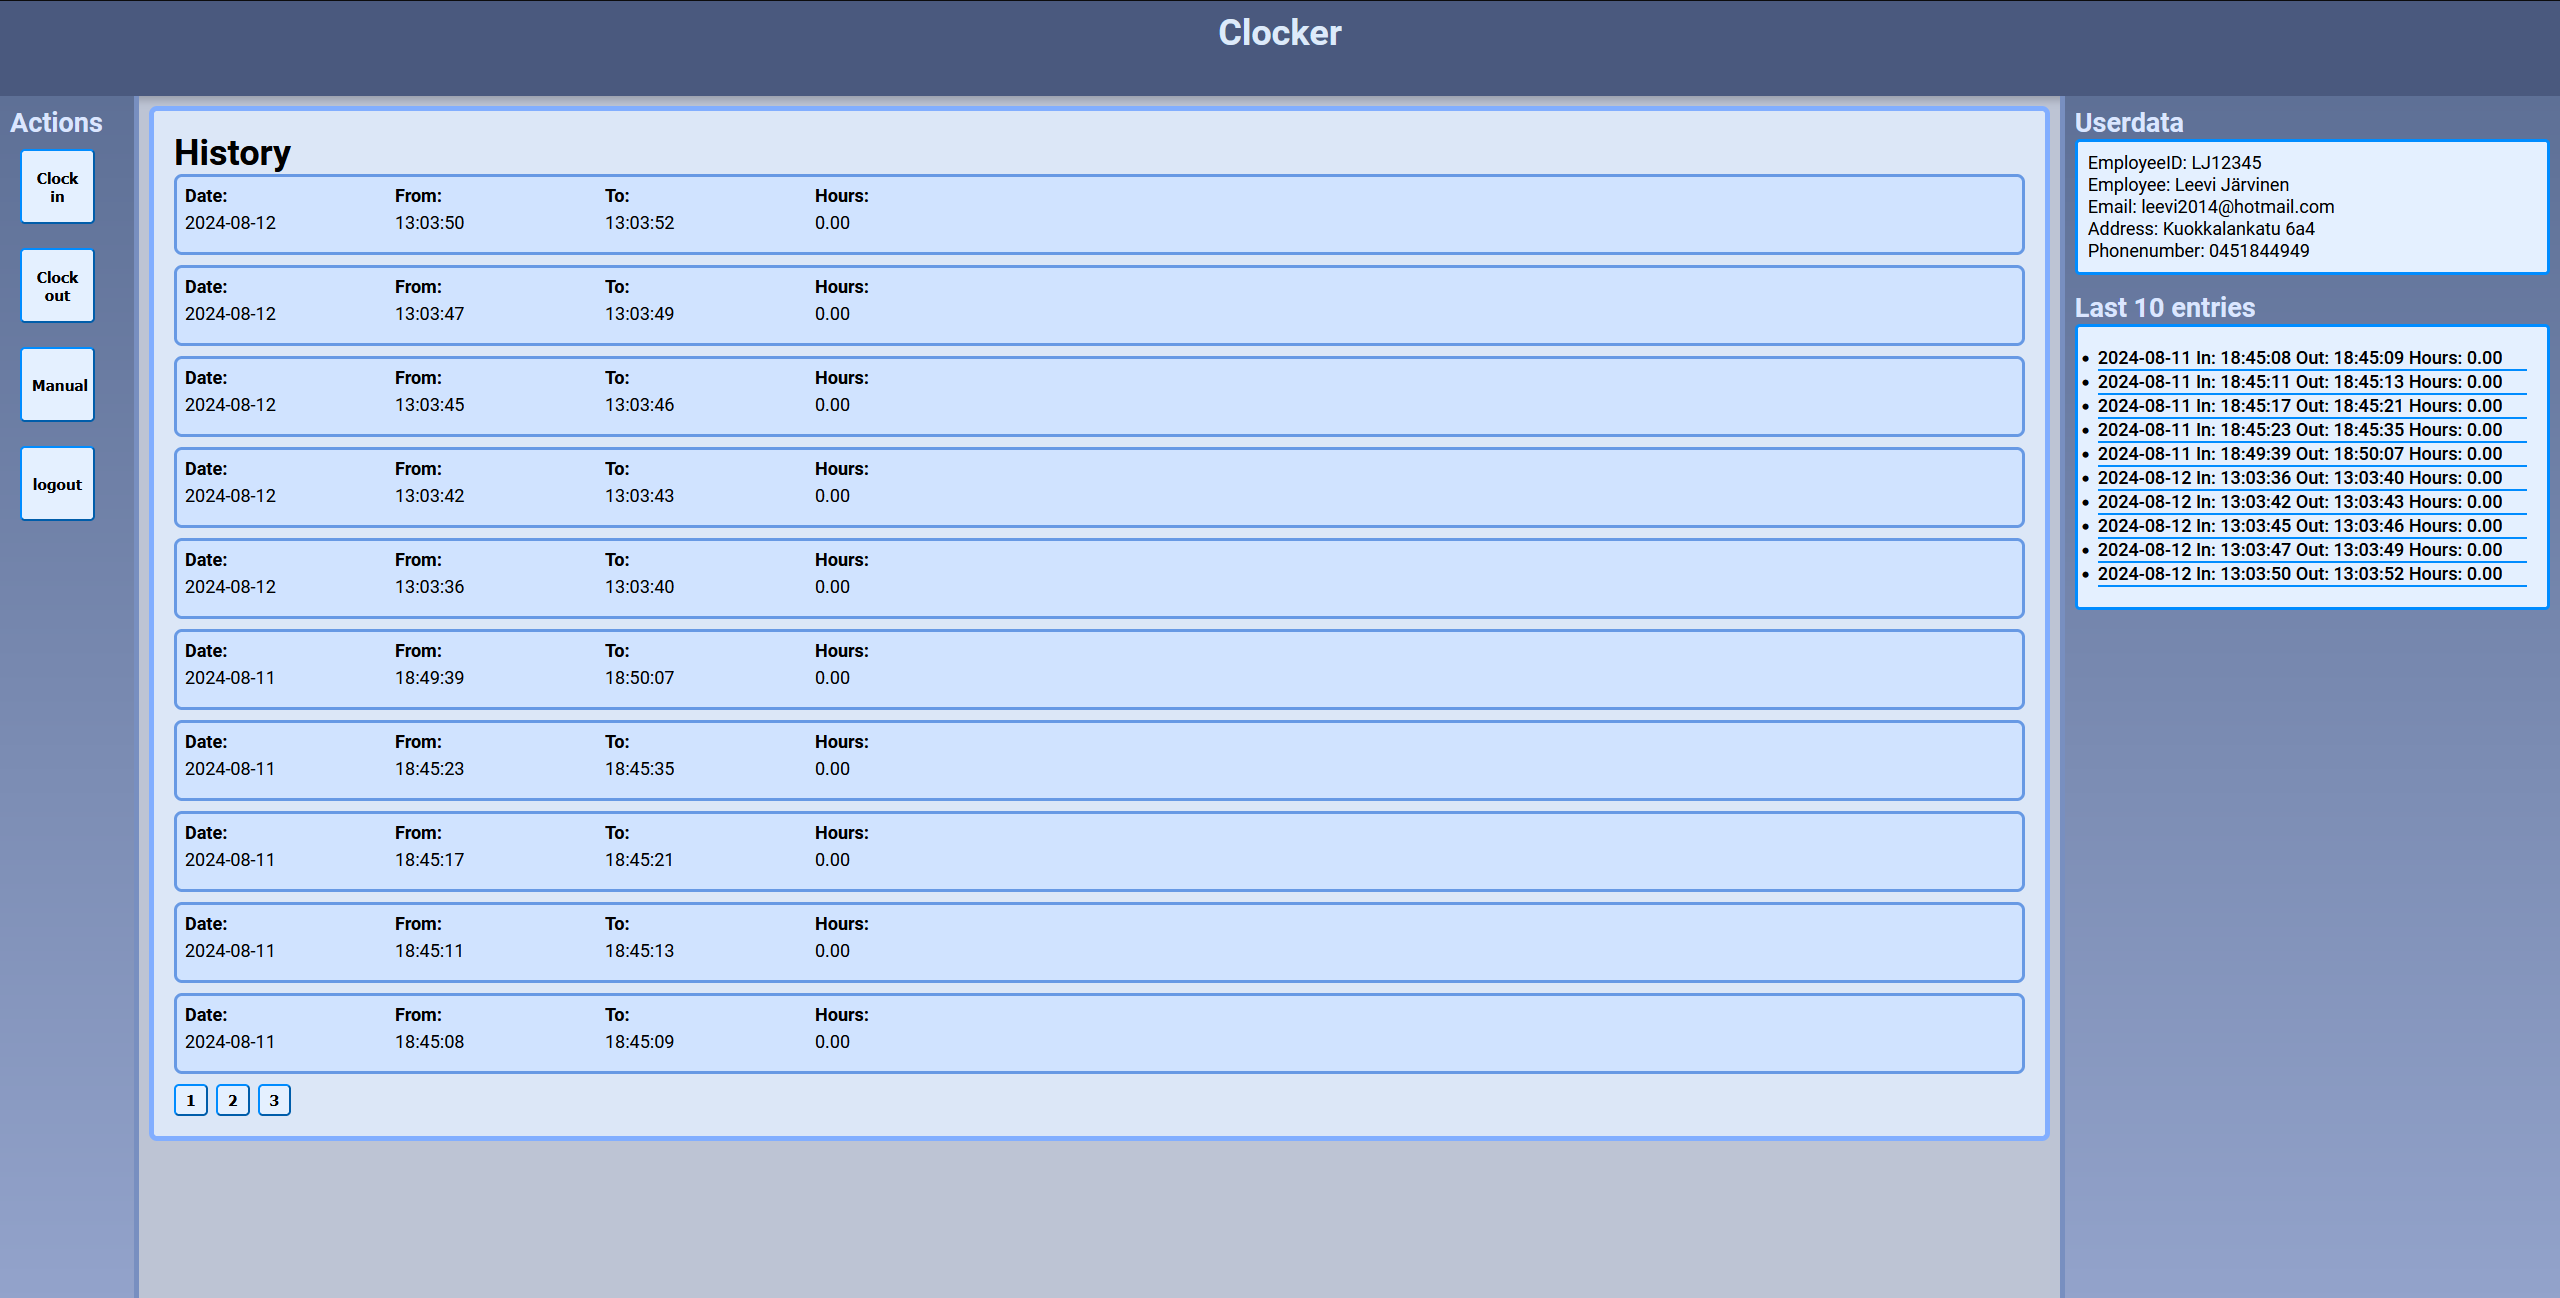 Clocker
Actions
Clock
in
Clock
out
Manual
logout
History
Date: From: To: Hours:
2024-08-12 13:03:50 13:03:52 0.00
Date: From: To: Hours:
2024-08-12 13:03:47 13:03:49 0.00
Date: From: To: Hours:
2024-08-12 13:03:45 13:03:46 0.00
Date: From: To: Hours:
2024-08-12 13:03:42 13:03:43 0.00
Date: From: To: Hours:
2024-08-12 13:03:36 13:03:40 0.00
Date: From: To: Hours:
2024-08-11 18:49:39 18:50:07 0.00
Date: From: To: Hours:
2024-08-11 18:45:23 18:45:35 0.00
Date: From: To: Hours:
2024-08-11 18:45:17 18:45:21 0.00
Date: From: To: Hours:
2024-08-11 18:45:11 18:45:13 0.00
Date: From: To: Hours:
2024-08-11 18:45:08 18:45:09 0.00
1 2 3
Userdata
EmployeeID: LJ12345
Employee: Leevi Järvinen
Email: leevi2014@hotmail.com
Address: Kuokkalankatu 6a4
Phonenumber: 0451844949
Last 10 entries
• 2024-08-11 In: 18:45:08 Out: 18:45:09 Hours: 0.00
• 2024-08-11 In: 18:45:11 Out: 18:45:13 Hours: 0.00
• 2024-08-11 In: 18:45:17 Out: 18:45:21 Hours: 0.00
• 2024-08-11 In: 18:45:23 Out: 18:45:35 Hours: 0.00
• 2024-08-11 In: 18:49:39 Out: 18:50:07 Hours: 0.00
• 2024-08-12 In: 13:03:36 Out: 13:03:40 Hours: 0.00
• 2024-08-12 In: 13:03:42 Out: 13:03:43 Hours: 0.00
• 2024-08-12 In: 13:03:45 Out: 13:03:46 Hours: 0.00
• 2024-08-12 In: 13:03:47 Out: 13:03:49 Hours: 0.00
• 2024-08-12 In: 13:03:50 Out: 13:03:52 Hours: 0.00